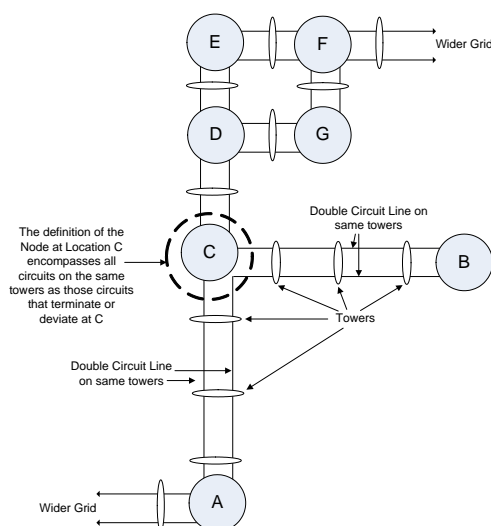 E
F
Wider Grid
D
G
The definition of the
Node at Location C
encompasses all
circuits on the same
towers as those circuits
that terminate or
deviate at C
C
Double Circuit Line on
same towers
B
Towers
Double Circuit Line
on same towers
A
Wider Grid